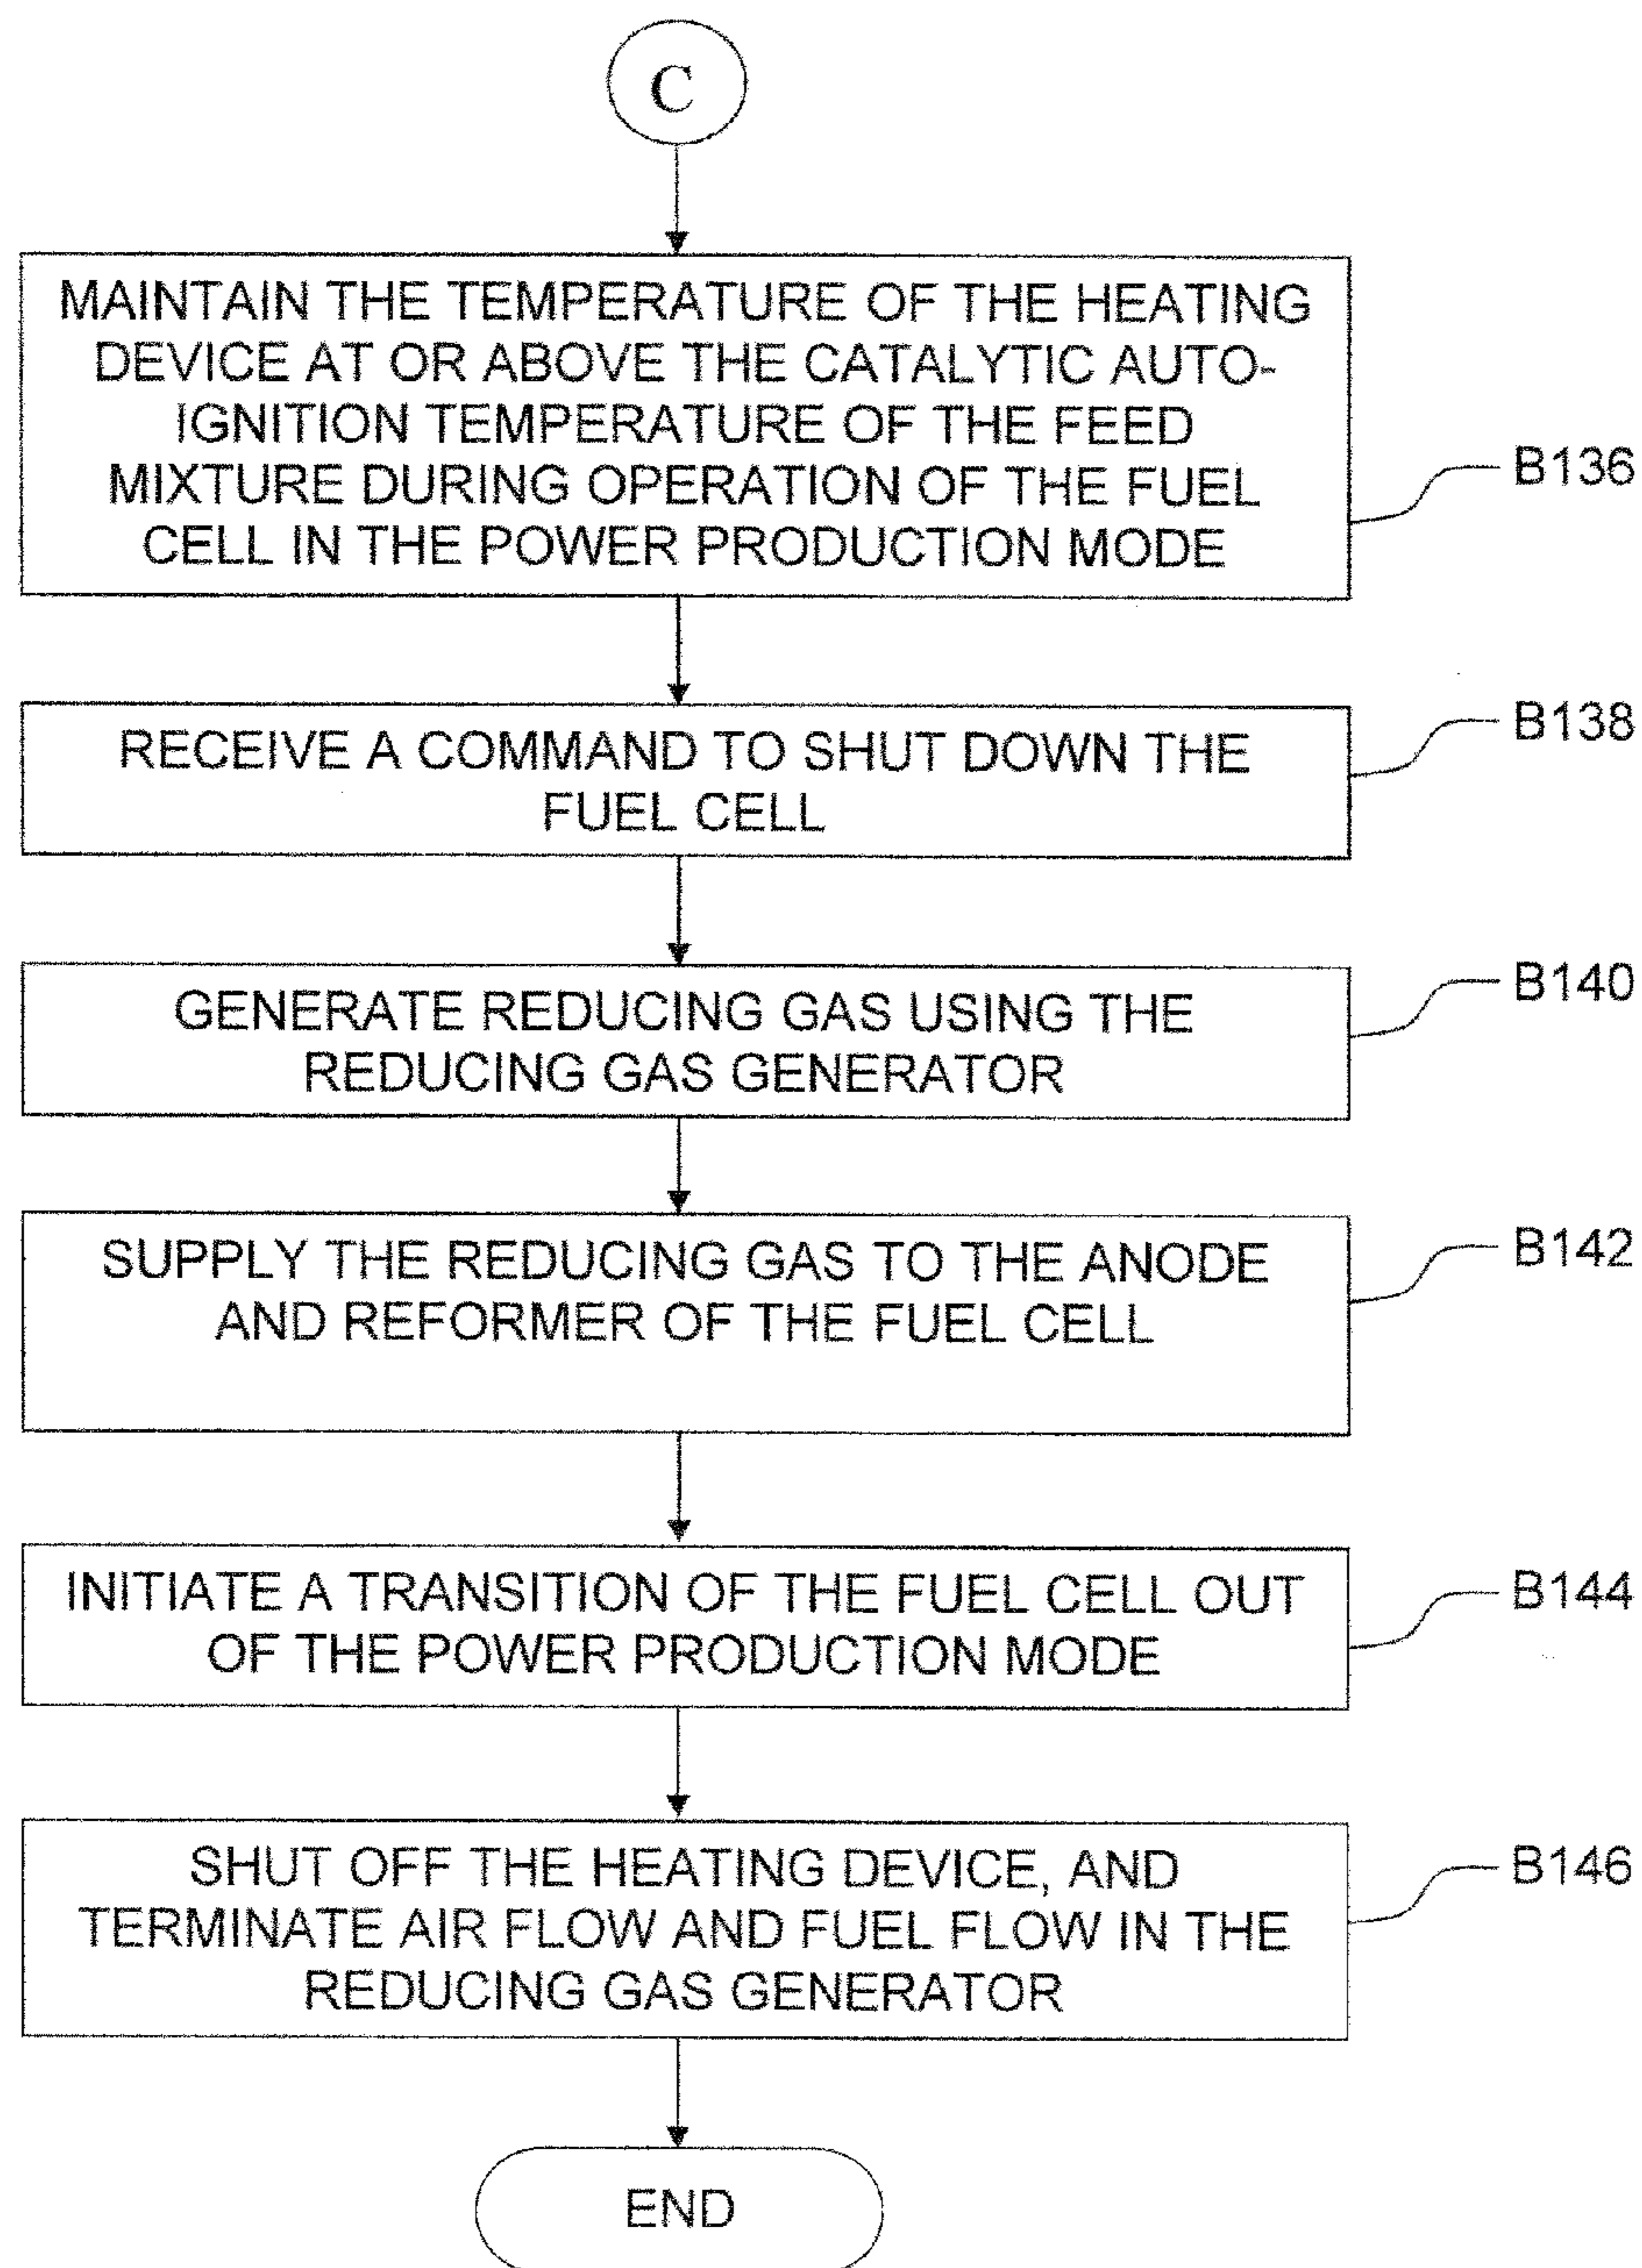 C
MAINTAIN THE TEMPERATURE OF THE HEATING
DEVICE AT OR ABOVE THE CATALYTIC AUTO-
IGNITION TEMPERATURE OF THE FEED
MIXTURE DURING OPERATION OF THE FUEL
CELL IN THE POWER PRODUCTION MODE
B136
RECEIVE A COMMAND TO SHUT DOWN THE
FUEL CELL
B138
GENERATE REDUCING GAS USING THE
REDUCING GAS GENERATOR
B140
SUPPLY THE REDUCING GAS TO THE ANODE
AND REFORMER OF THE FUEL CELL
B142
INITIATE A TRANSITION OF THE FUEL CELL OUT
OF THE POWER PRODUCTION MODE
B144
SHUT OFF THE HEATING DEVICE, AND
TERMINATE AIR FLOW AND FUEL FLOW IN THE
REDUCING GAS GENERATOR
B146
END